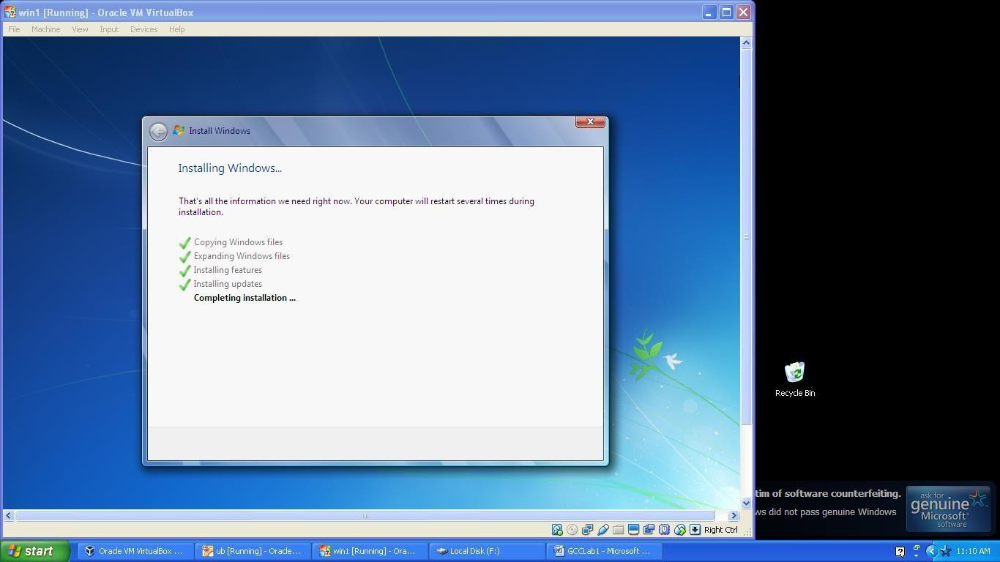 win1 [Running] - Oracle VM VirtualBox
File Machine View Input Devices Help
Install Windows
Installing Windows...
That's all the information we need right now. Your computer will restart several times during
installation.
Copying Windows files
Expanding Windows files
Installing features
Installing updates
Completing installation ...
Recycle Bin
tim of software counterfeiting.
ws did not pass genuine Windows
ask for
genuine
Microsoft
software
Right Ctrl
start
Oracle VM VirtualBox ...
ub [Running] - Oracle...
win1 [Running] - Ora...
Local Disk (F:)
GCCLab1 - Microsoft ...
11:10 AM